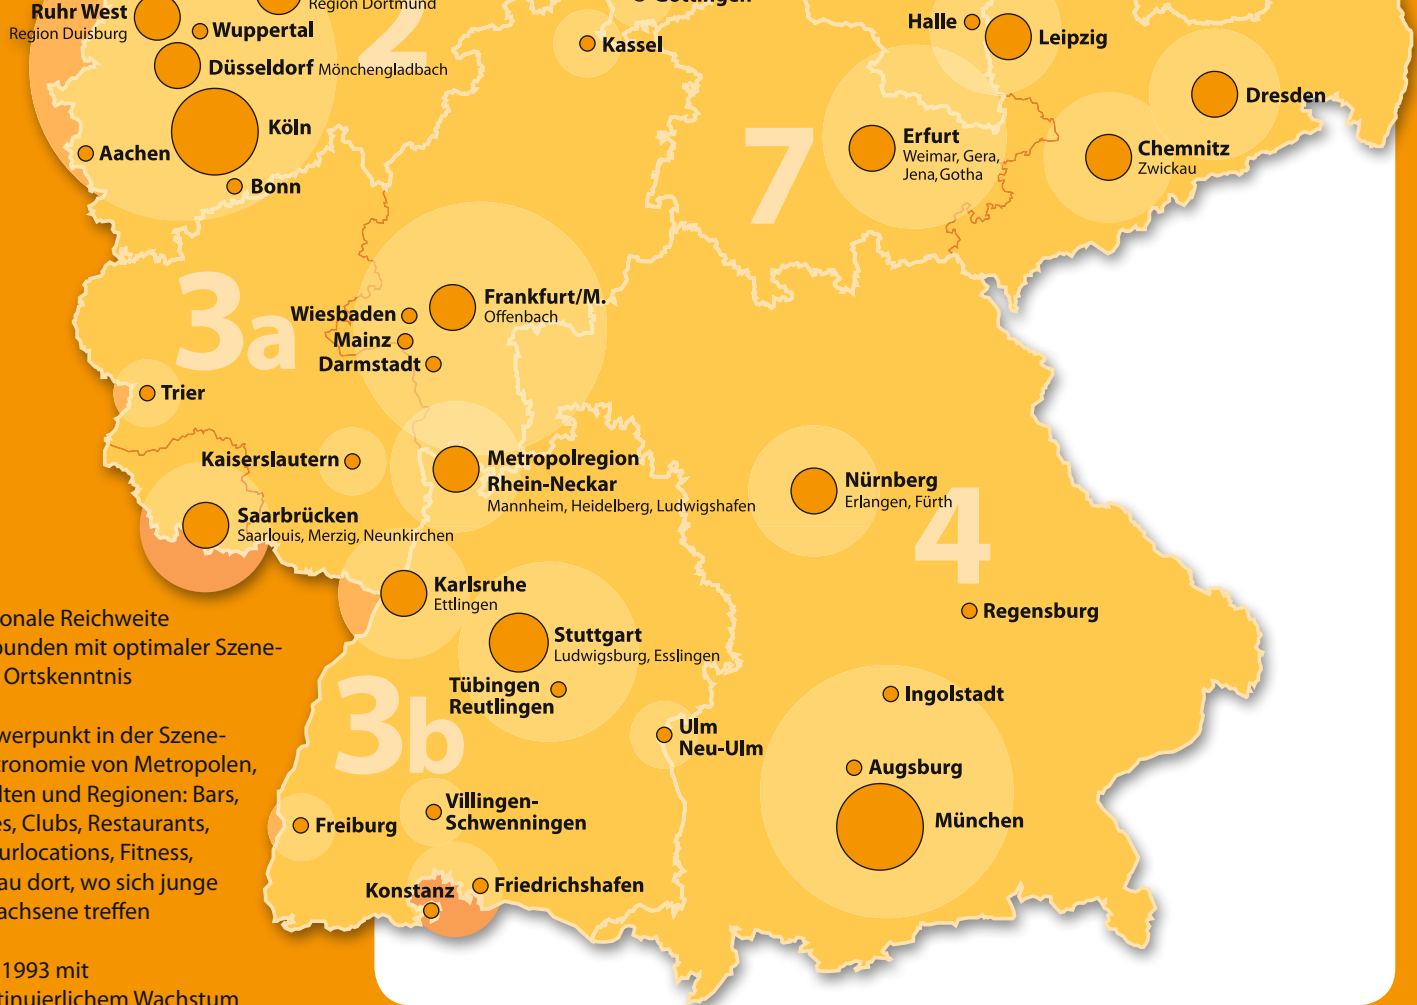 Region Dortmund
Göttingen
Ruhr West
Region Duisburg
Wuppertal
2
Kassel
Halle
Leipzig
Düsseldorf Mönchengladbach
Dresden
Köln
Aachen
Bonn
7
Erfurt
Weimar, Gera,
Jena, Gotha
Chemnitz
Zwickau
3a
Frankfurt/M.
Offenbach
Wiesbaden
Mainz
Darmstadt
Trier
Kaiserslautern
Metropolregion
Rhein-Neckar
Mannheim, Heidelberg, Ludwigshafen
Nürnberg
Erlangen, Fürth
4
Saarbrücken
Saarlouis, Merzig, Neunkirchen
Karlsruhe
Ettlingen
Regensburg
Stuttgart
Ludwigsburg, Esslingen
Tübingen
Reutlingen
Ingolstadt
3b
Ulm
Neu-Ulm
Augsburg
München
Villingen-
Schwenningen
Freiburg
Konstanz
Friedrichshafen
onale Reichweite
bunden mit optimaler Szene-
Ortskenntnis
werpunkt in der Szene-
tronomie von Metropolen,
lten und Regionen: Bars,
es, Clubs, Restaurants,
urlocations, Fitness,
au dort, wo sich junge
achsene treffen
1993 mit
tinuierlichem Wachstum